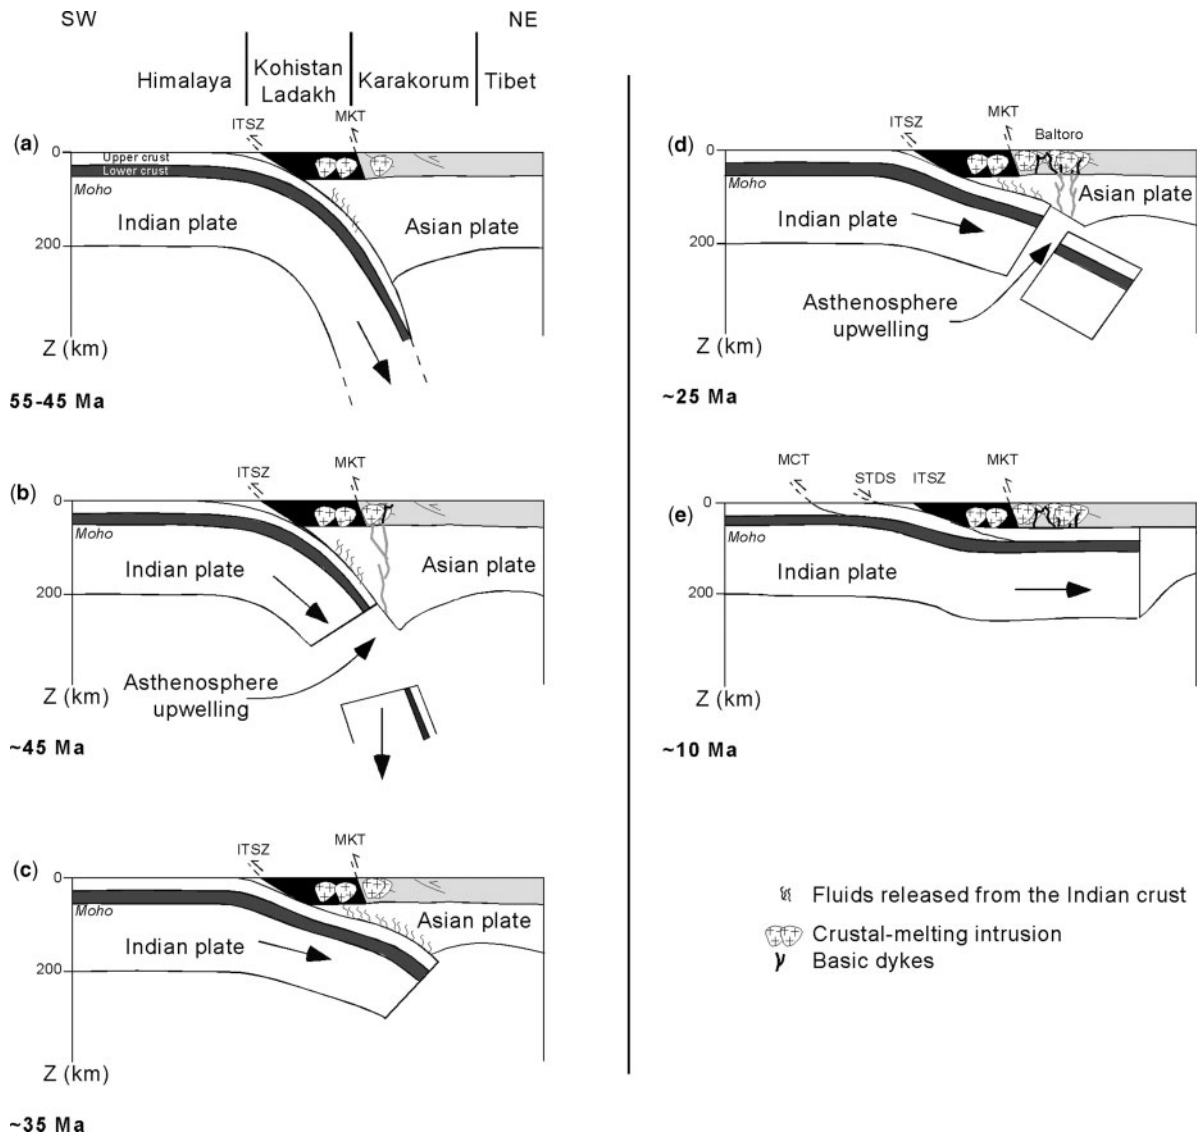 SW
NE
Himalaya
Kohistan
Ladakh
Karakorum
Tibet
(a)
ITSZ
MKT
0
Upper crust
Lower crust
Moho
Indian plate
Asian plate
200
Z (km)
55-45 Ma
(b)
ITSZ
MKT
0
Moho
Indian plate
Asian plate
200
Asthenosphere
upwelling
Z (km)
~45 Ma
(c)
ITSZ
MKT
0
Moho
Asian plate
Indian plate
200
Z (km)
~35 Ma
(d)
ITSZ
MKT
Baltoro
0
Moho
Asian plate
Indian plate
200
Asthenosphere
upwelling
Z (km)
~25 Ma
(e)
MCT
STDS
ITSZ
MKT
0
Moho
Indian plate
200
Z (km)
~10 Ma
Fluids released from the Indian crust
Crustal-melting intrusion
Basic dykes